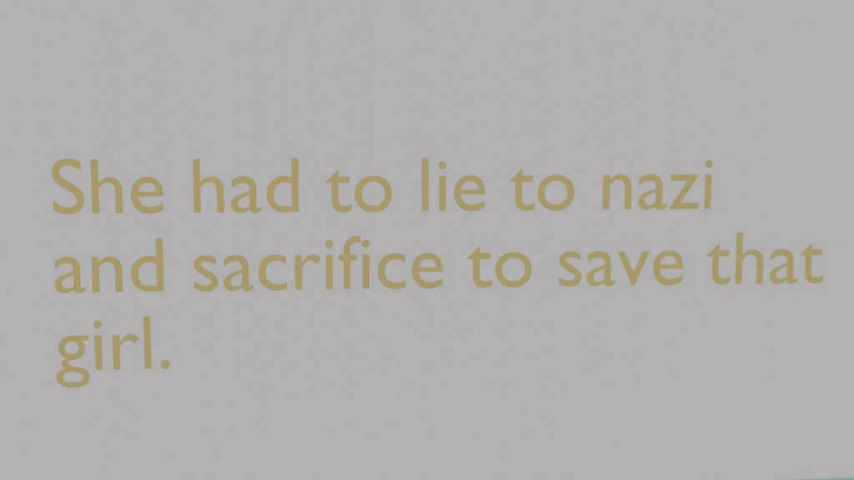 She had to lie to nazi
and sacrifice to save that
girl.